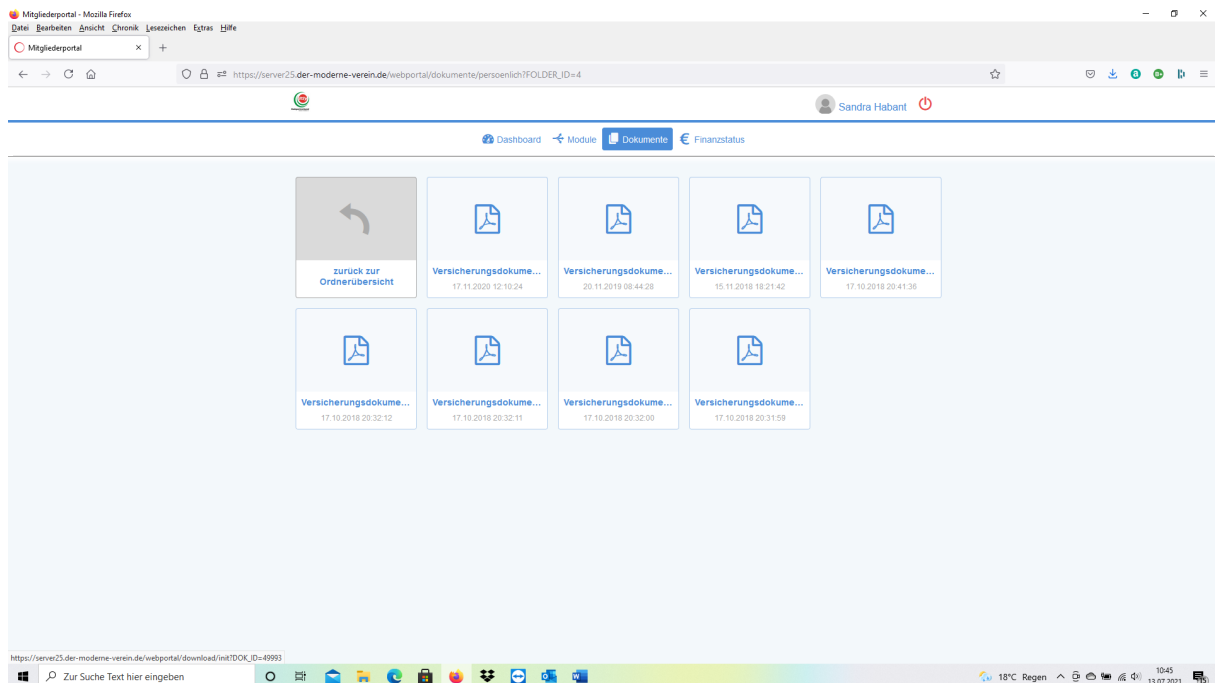 Mitgliederportal - Mozilla Firefox
Datei Bearbeiten Ansicht Chronik Lesezeichen Extras Hilfe
Mitgliederportal
https://server25.der-moderne-verein.de/webportal/dokumente/persoenlich?FOLDER_ID=4
Sandra Habant
Dashboard Module Dokumente € Finanzstatus
zurück zur
Ordnerübersicht
Versicherungsdokume...
17.11.2020 12:10:24
Versicherungsdokume...
20.11.2019 08:44:28
Versicherungsdokume...
15.11.2018 18:21:42
Versicherungsdokume...
17.10.2018 20:41:36
Versicherungsdokume...
17.10.2018 20:32:12
Versicherungsdokume...
17.10.2018 20:32:11
Versicherungsdokume...
17.10.2018 20:32:00
Versicherungsdokume...
17.10.2018 20:31:59
https://server25.der-moderne-verein.de/webportal/download/init?DOK_ID=49993
Zur Suche Text hier eingeben
18°C Regen
10:45
13.07.2021